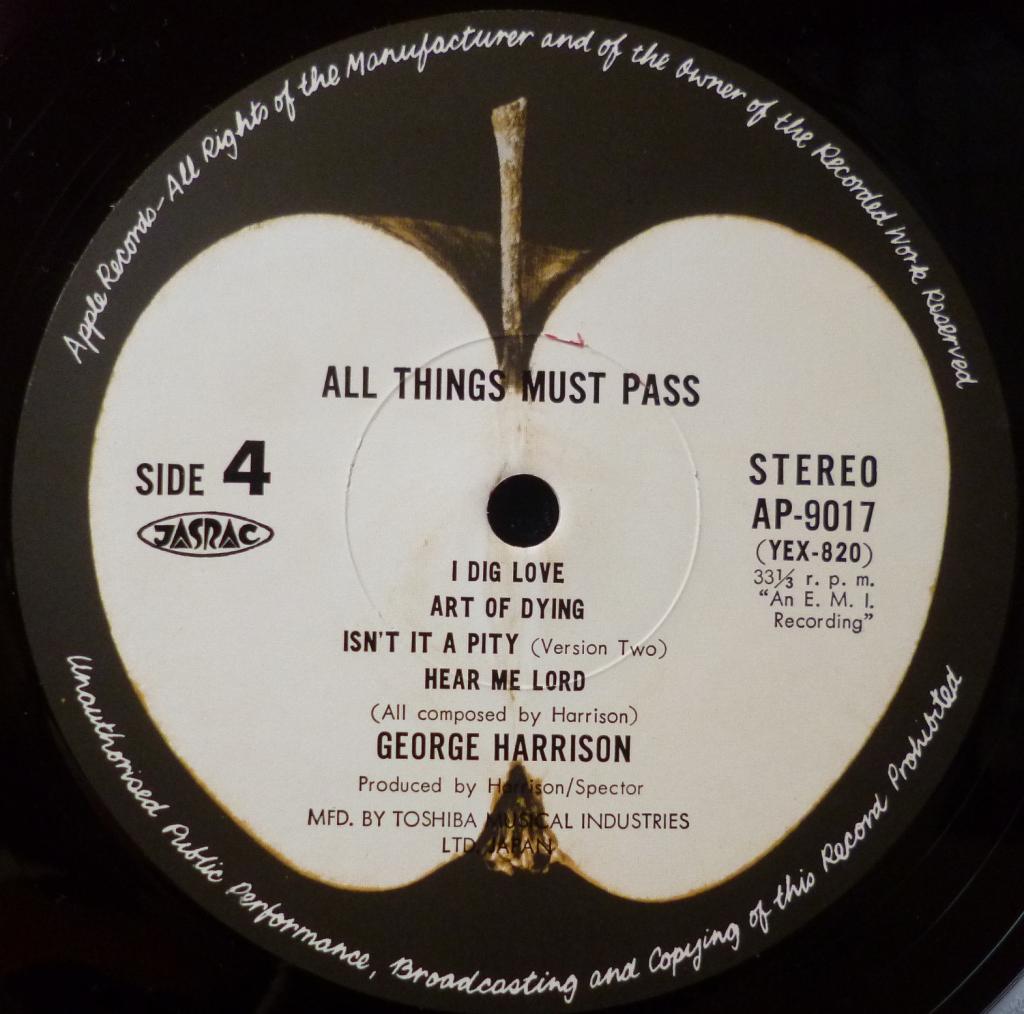 Apple Records-All Rights of the Manufacturer and of the Owner of the Recorded Work Reserved
ALL THINGS MUST PASS
SIDE 4
JASRAC
STEREO
AP-9017
(YEX-820)
33⅓ r. p. m.
"An E. M. I.
Recording"
I DIG LOVE
ART OF DYING
ISN'T IT A PITY (Version Two)
HEAR ME LORD
(All composed by Harrison)
GEORGE HARRISON
Produced by Harrison/Spector
MFD. BY TOSHIBA MUSICAL INDUSTRIES
LTD. JAPAN
Unauthorised Public Performance, Broadcasting and Copying of this Record Prohibited